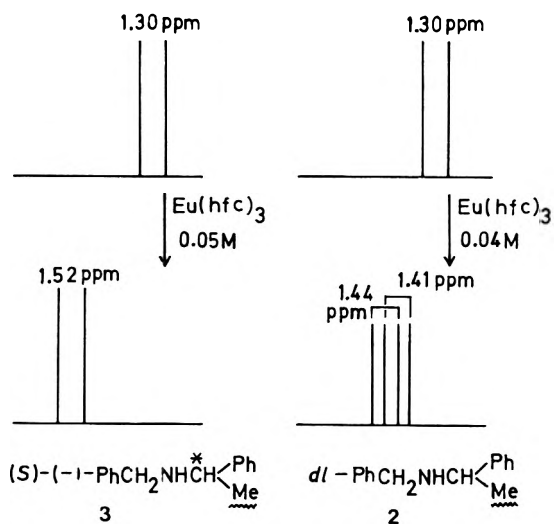 1.30 ppm
1.30 ppm
Eu(hfc)3
0.05M
Eu(hfc)3
0.04M
1.52 ppm
1.44
ppm
1.41 ppm
(S)-(-)-PhCH2NHCH*<Ph
Me
3
dl-PhCH2NHCH<Ph
Me
2